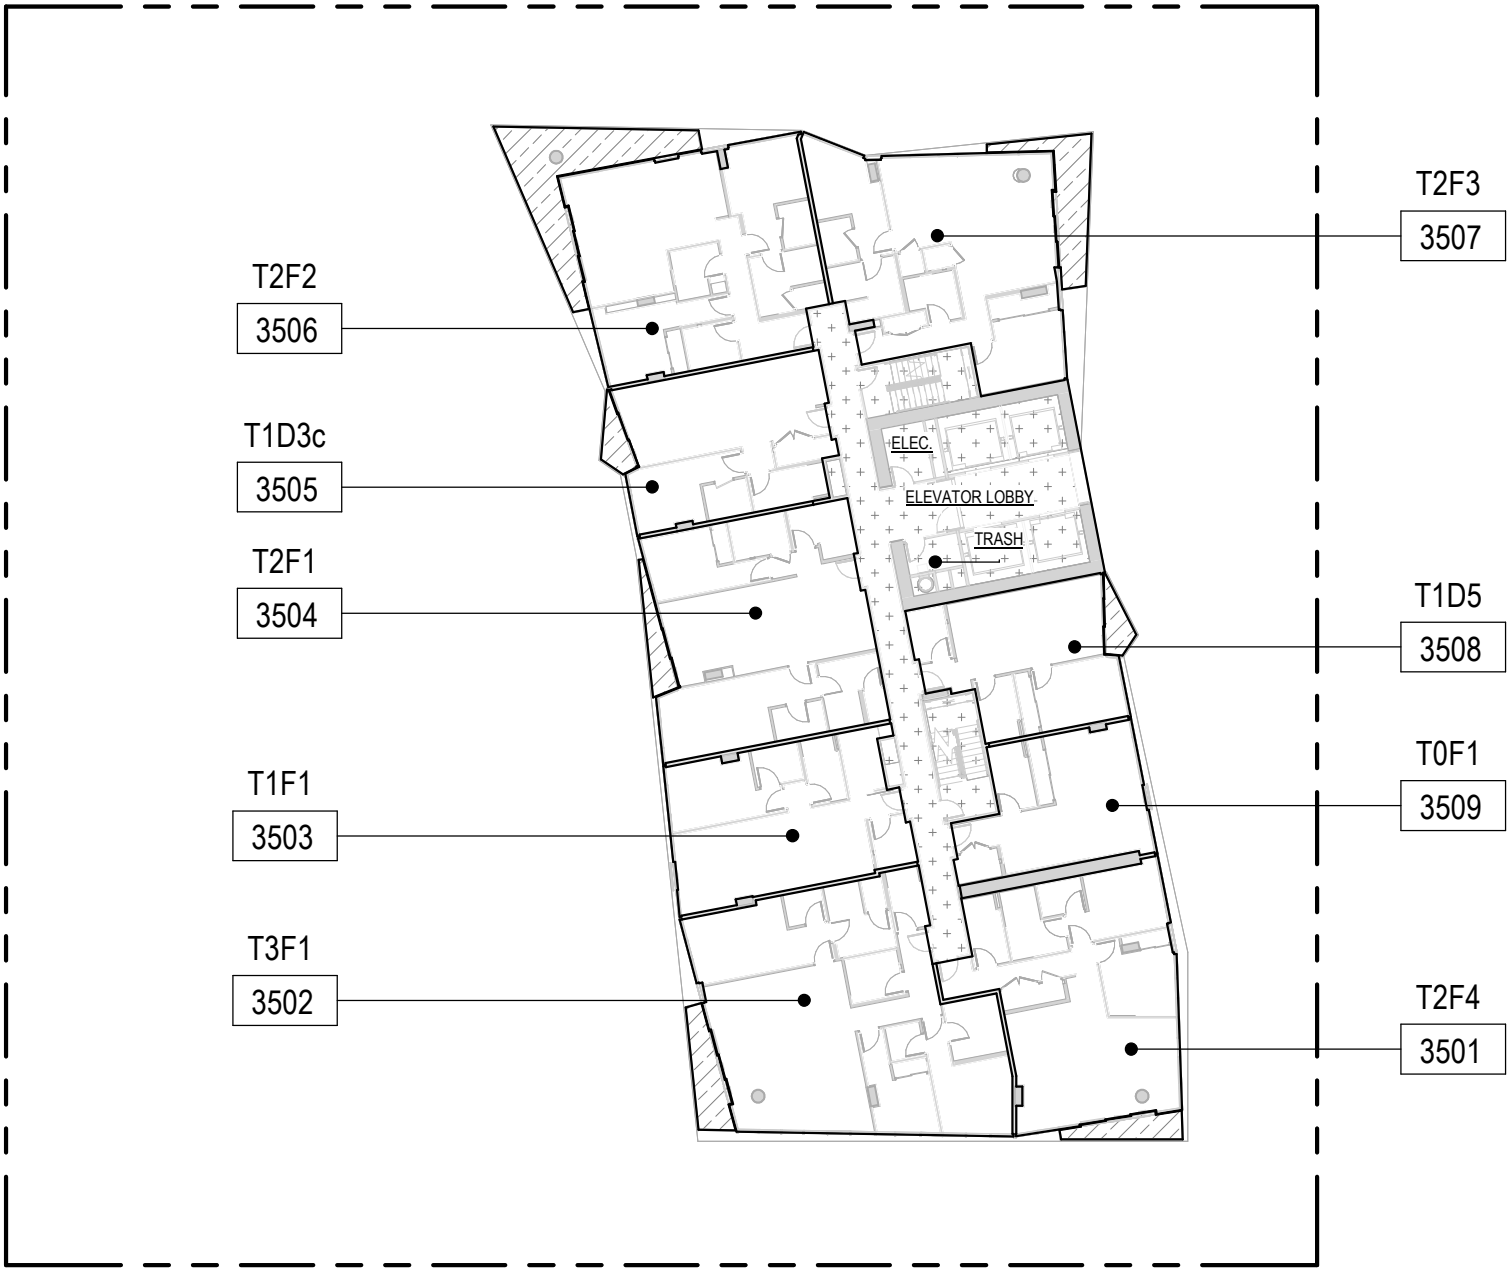 T2F3
3507
T2F2
3506
T1D3c
3505
ELEC.
ELEVATOR LOBBY
TRASH
T2F1
3504
T1D5
3508
T1F1
3503
T0F1
3509
T3F1
3502
T2F4
3501